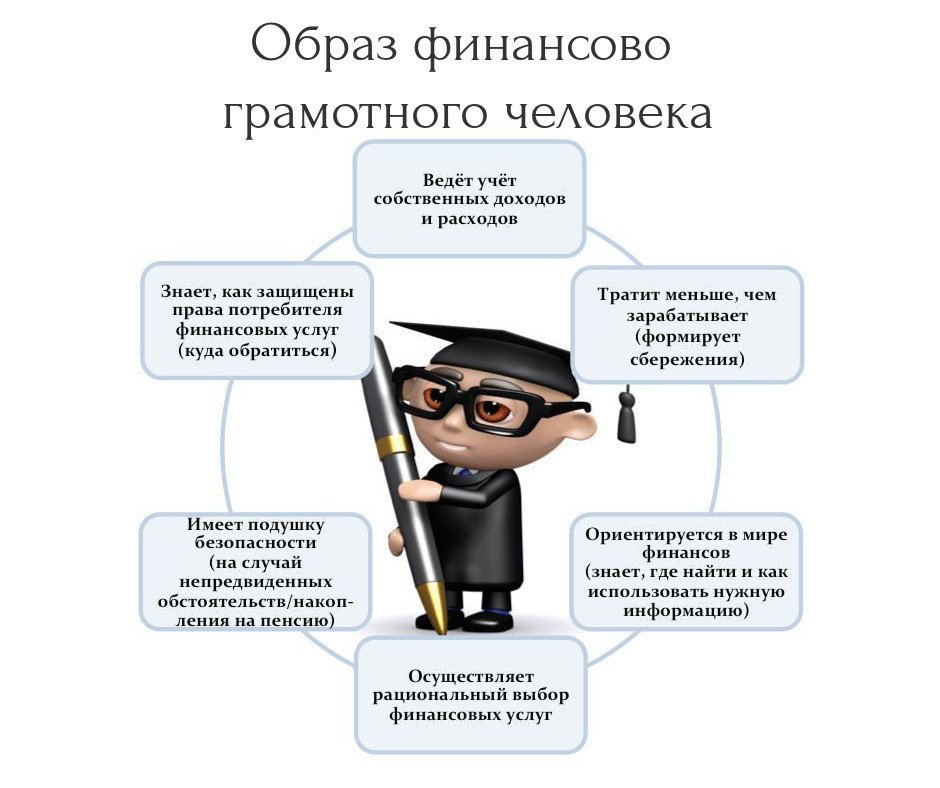 Образ финансово
грамотного человека
Ведёт учёт
собственных доходов
и расходов
Знает, как защищены
права потребителя
финансовых услуг
(куда обратиться)
Тратит меньше, чем
зарабатывает
(формирует
сбережения)
Имеет подушку
безопасности
(на случай
непредвиденных
обстоятельств/накоп-
ления на пенсию)
Ориентируется в мире
финансов
(знает, где найти и как
использовать нужную
информацию)
Осуществляет
рациональный выбор
финансовых услуг